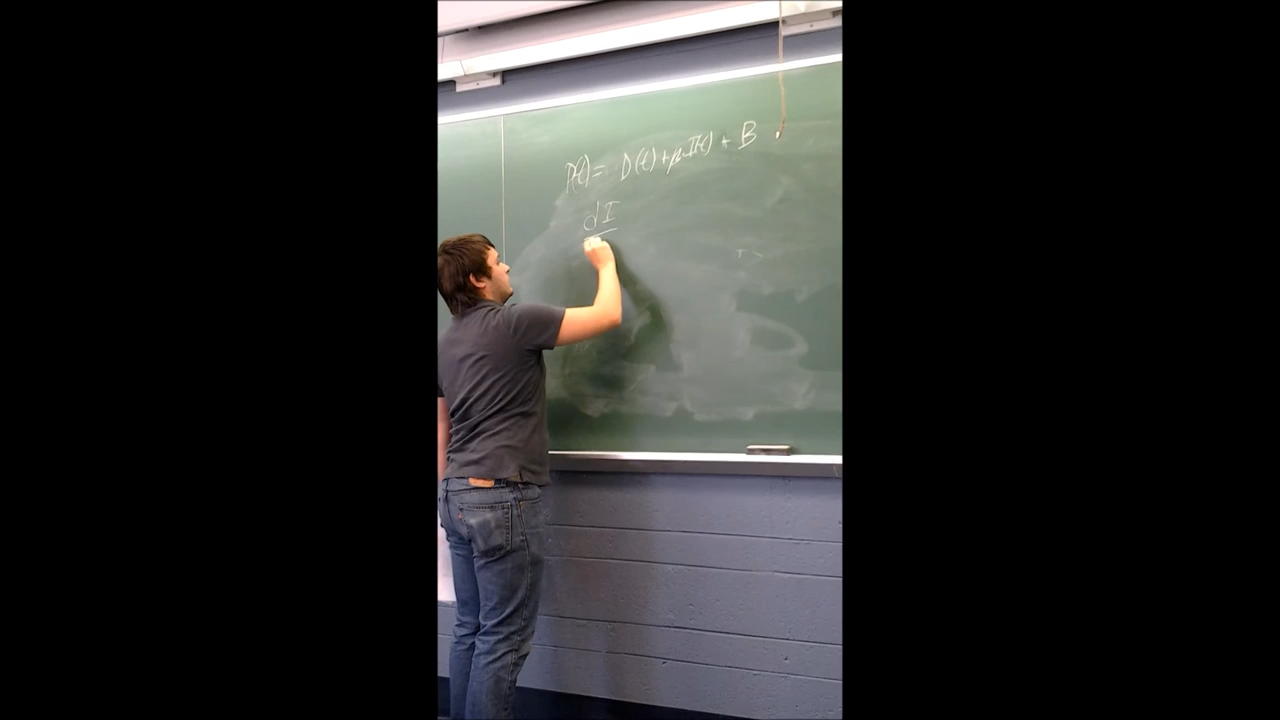 P(t) = D(t) + μI(t) + B
dI